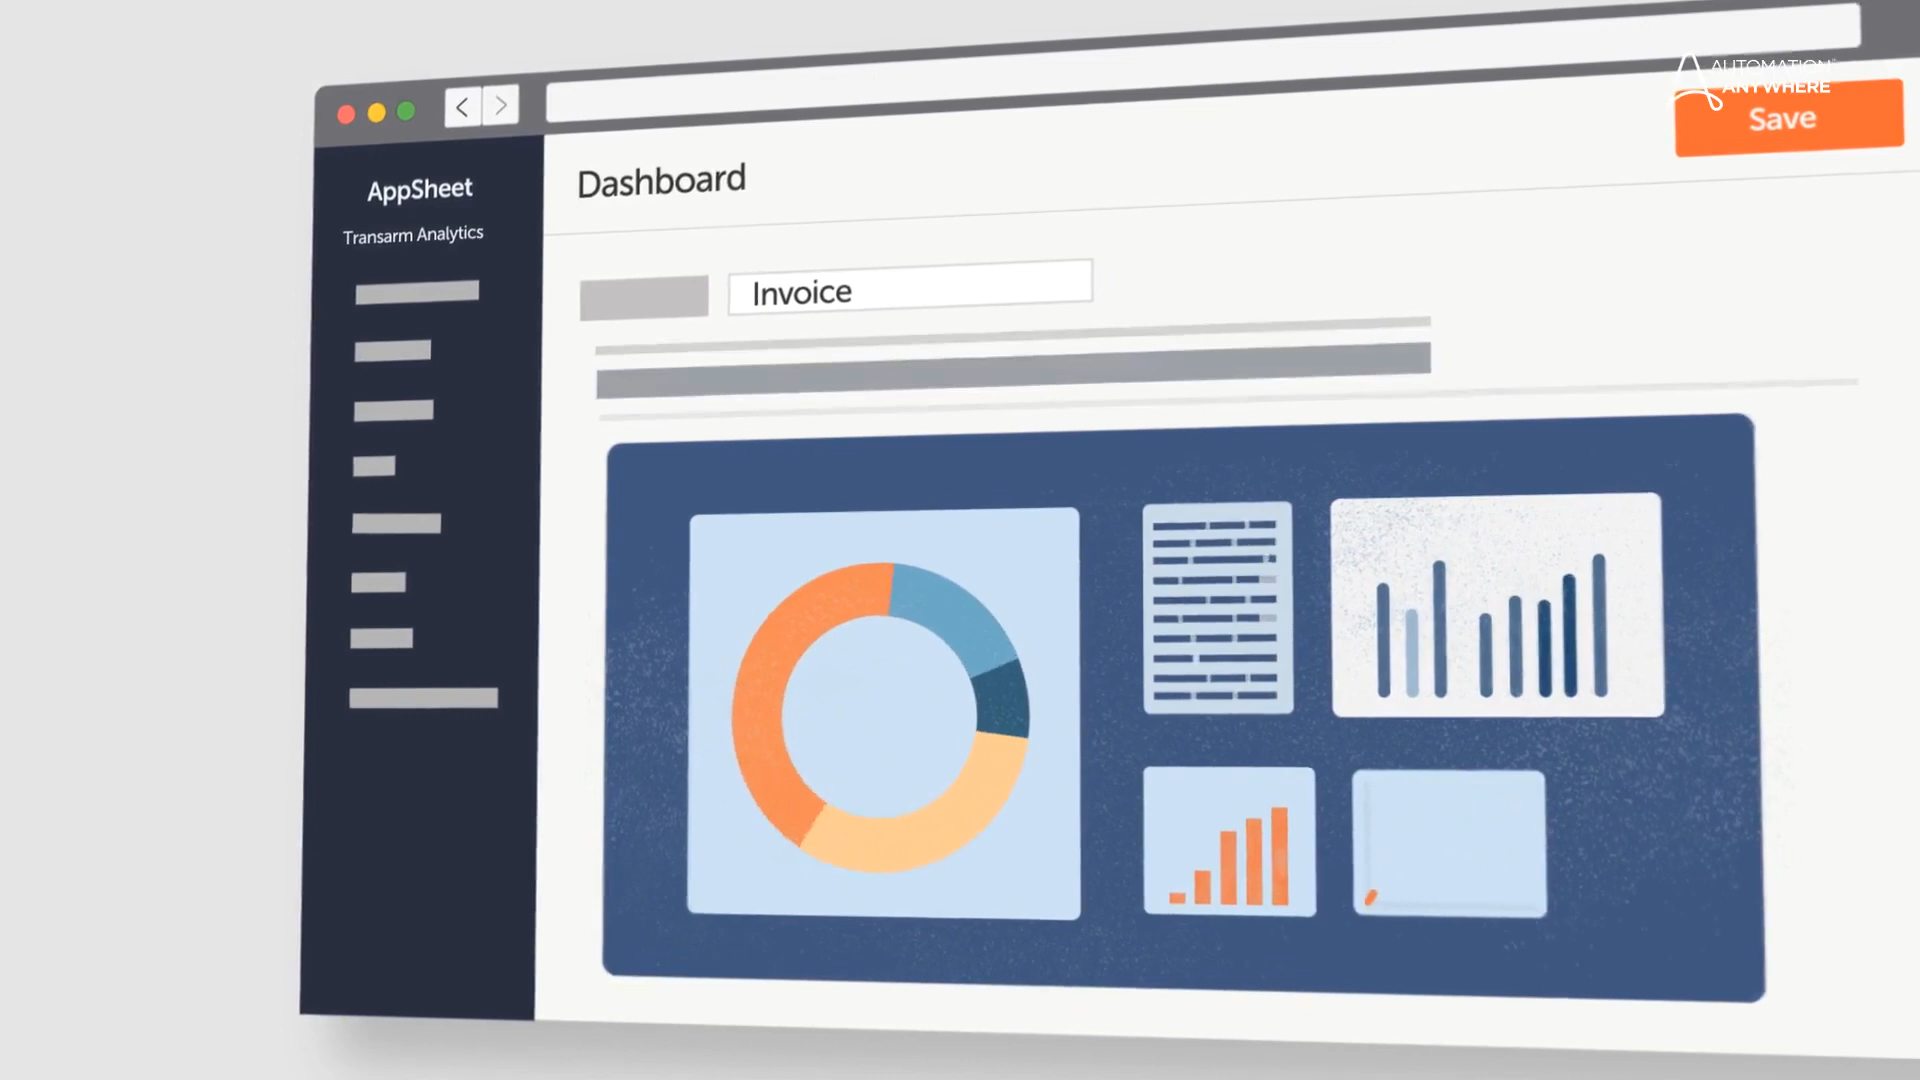 AUTOMATION
ANYWHERE
Save
AppSheet
Dashboard
Transarm Analytics
Invoice